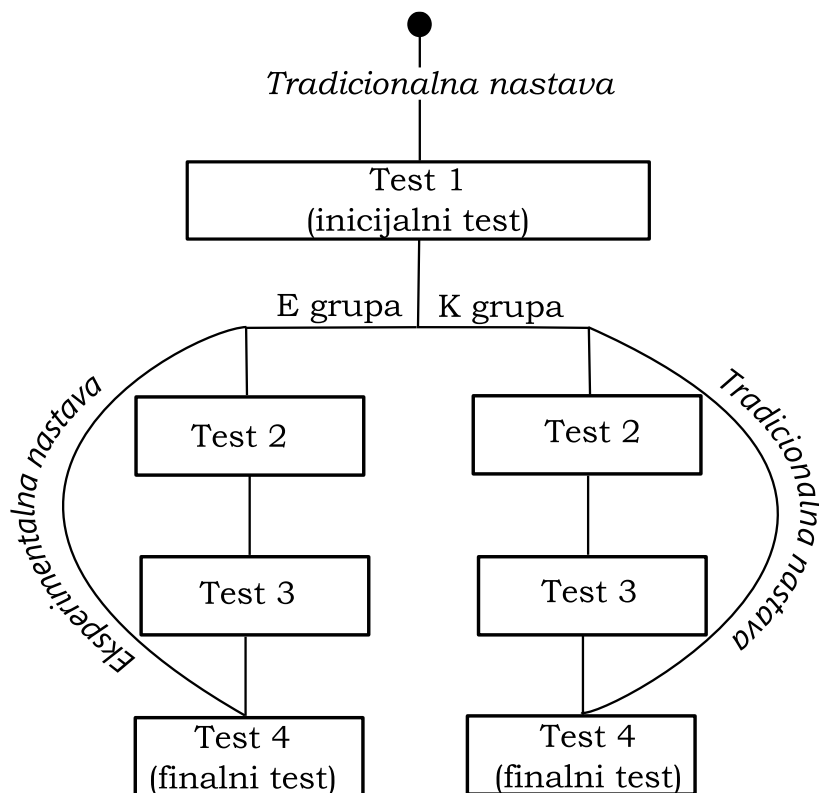 Tradicionalna nastava
Test 1
(inicijalni test)
E grupa
K grupa
Eksperimentalna nastava
Tradicionalna nastava
Test 2
Test 2
Test 3
Test 3
Test 4
(finalni test)
Test 4
(finalni test)